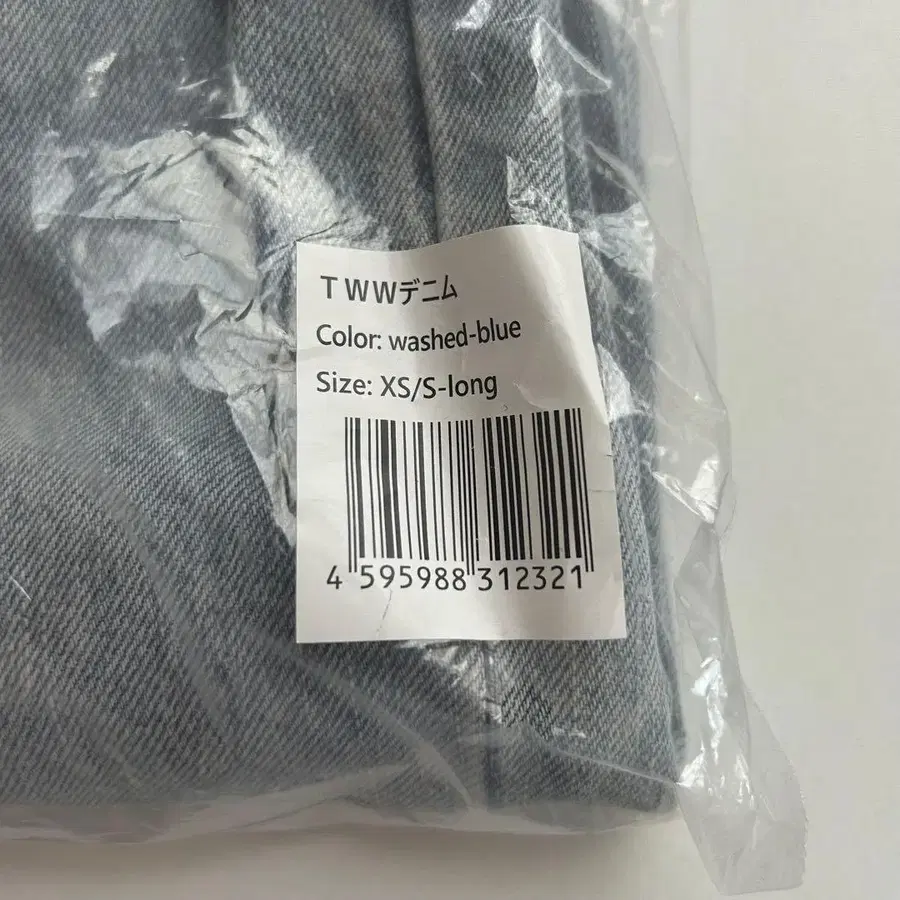 TWWデニム
Color: washed-blue
Size: XS/S-long
4 595988 312321